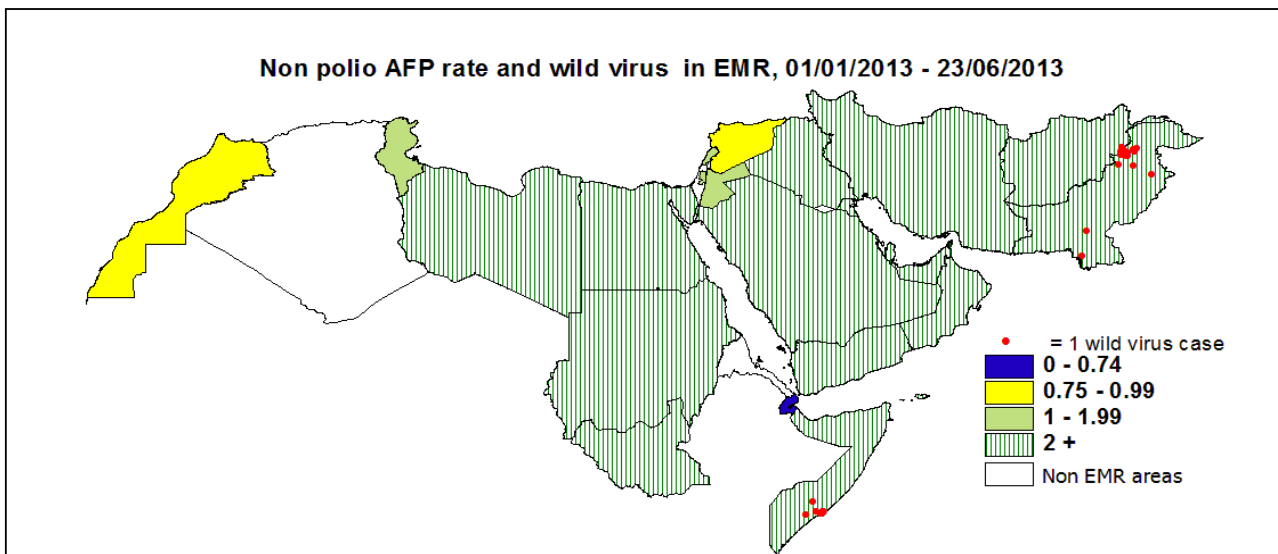 Non polio AFP rate and wild virus in EMR, 01/01/2013 - 23/06/2013
= 1 wild virus case
0 - 0.74
0.75 - 0.99
1 - 1.99
2 +
Non EMR areas